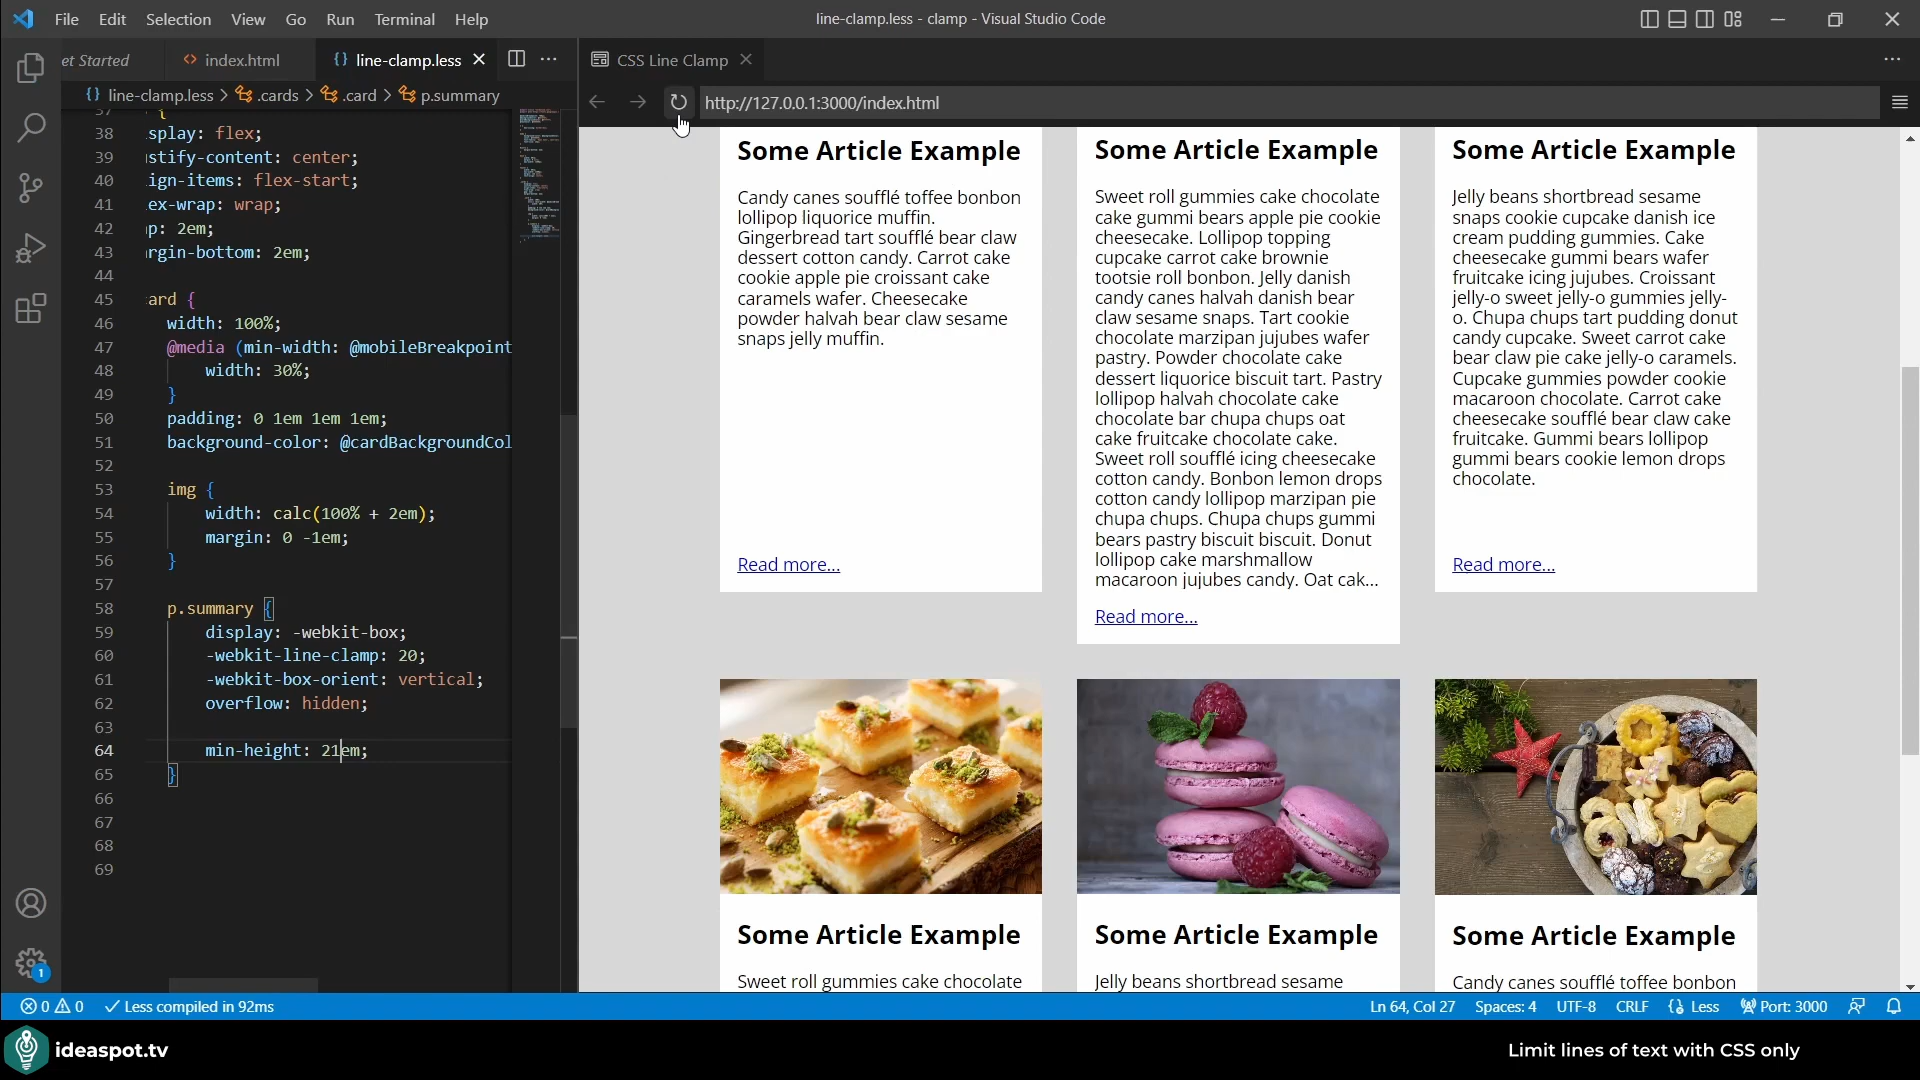 File Edit Selection View Go Run Terminal Help
line-clamp.less - clamp - Visual Studio Code
et Started
index.html
{} line-clamp.less
CSS Line Clamp
{} line-clamp.less > .cards > .card > p.summary
http://127.0.0.1:3000/index.html
37 {
38 splay: flex;
39 stify-content: center;
40 ign-items: flex-start;
41 ex-wrap: wrap;
42 p: 2em;
43 rgin-bottom: 2em;
44
45 ard {
46 width: 100%;
47 @media (min-width: @mobileBreakpoint
48 width: 30%;
49 }
50 padding: 0 1em 1em 1em;
51 background-color: @cardBackgroundCol
52
53 img {
54 width: calc(100% + 2em);
55 margin: 0 -1em;
56 }
57
58 p.summary {
59 display: -webkit-box;
60 -webkit-line-clamp: 20;
61 -webkit-box-orient: vertical;
62 overflow: hidden;
63
64 min-height: 21em;
65 }
66
67
68
69
Some Article Example
Candy canes soufflé toffee bonbon
lollipop liquorice muffin.
Gingerbread tart soufflé bear claw
dessert cotton candy. Carrot cake
cookie apple pie croissant cake
caramels wafer. Cheesecake
powder halvah bear claw sesame
snaps jelly muffin.
Read more...
Some Article Example
Sweet roll gummies cake chocolate
cake gummi bears apple pie cookie
cheesecake. Lollipop topping
cupcake carrot cake brownie
tootsie roll bonbon. Jelly danish
candy canes halvah danish bear
claw sesame snaps. Tart cookie
chocolate marzipan jujubes wafer
pastry. Powder chocolate cake
dessert liquorice biscuit tart. Pastry
lollipop halvah chocolate cake
chocolate bar chupa chups oat
cake fruitcake chocolate cake.
Sweet roll soufflé icing cheesecake
cotton candy. Bonbon lemon drops
cotton candy lollipop marzipan pie
chupa chups. Chupa chups gummi
bears pastry biscuit biscuit. Donut
lollipop cake marshmallow
macaroon jujubes candy. Oat cak...
Read more...
Some Article Example
Jelly beans shortbread sesame
snaps cookie cupcake danish ice
cream pudding gummies. Cake
cheesecake gummi bears wafer
fruitcake icing jujubes. Croissant
jelly-o sweet jelly-o gummies jelly-
o. Chupa chups tart pudding donut
candy cupcake. Sweet carrot cake
bear claw pie cake jelly-o caramels.
Cupcake gummies powder cookie
macaroon chocolate. Carrot cake
cheesecake soufflé bear claw cake
fruitcake. Gummi bears lollipop
gummi bears cookie lemon drops
chocolate.
Read more...
Some Article Example
Sweet roll gummies cake chocolate
Some Article Example
Jelly beans shortbread sesame
Some Article Example
Candy canes soufflé toffee bonbon
1
0 0 Less compiled in 92ms
Ln 64, Col 27 Spaces: 4 UTF-8 CRLF {} Less Port: 3000
ideaspot.tv
Limit lines of text with CSS only